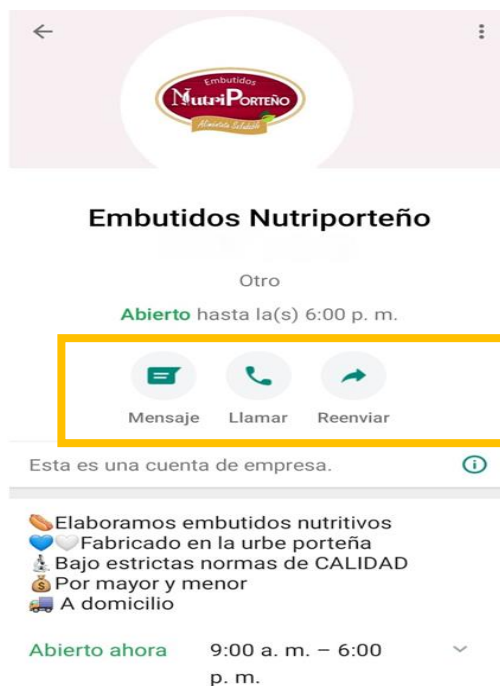 Embutidos
NutriPorteño
Aliméntate Saludable
Embutidos Nutriporteño
Otro
Abierto hasta la(s) 6:00 p. m.
Mensaje Llamar Reenviar
Esta es una cuenta de empresa.
🌭Elaboramos embutidos nutritivos
💙🤍Fabricado en la urbe porteña
🔬Bajo estrictas normas de CALIDAD
💰Por mayor y menor
🚚 A domicilio
Abierto ahora 9:00 a. m. – 6:00
p. m.